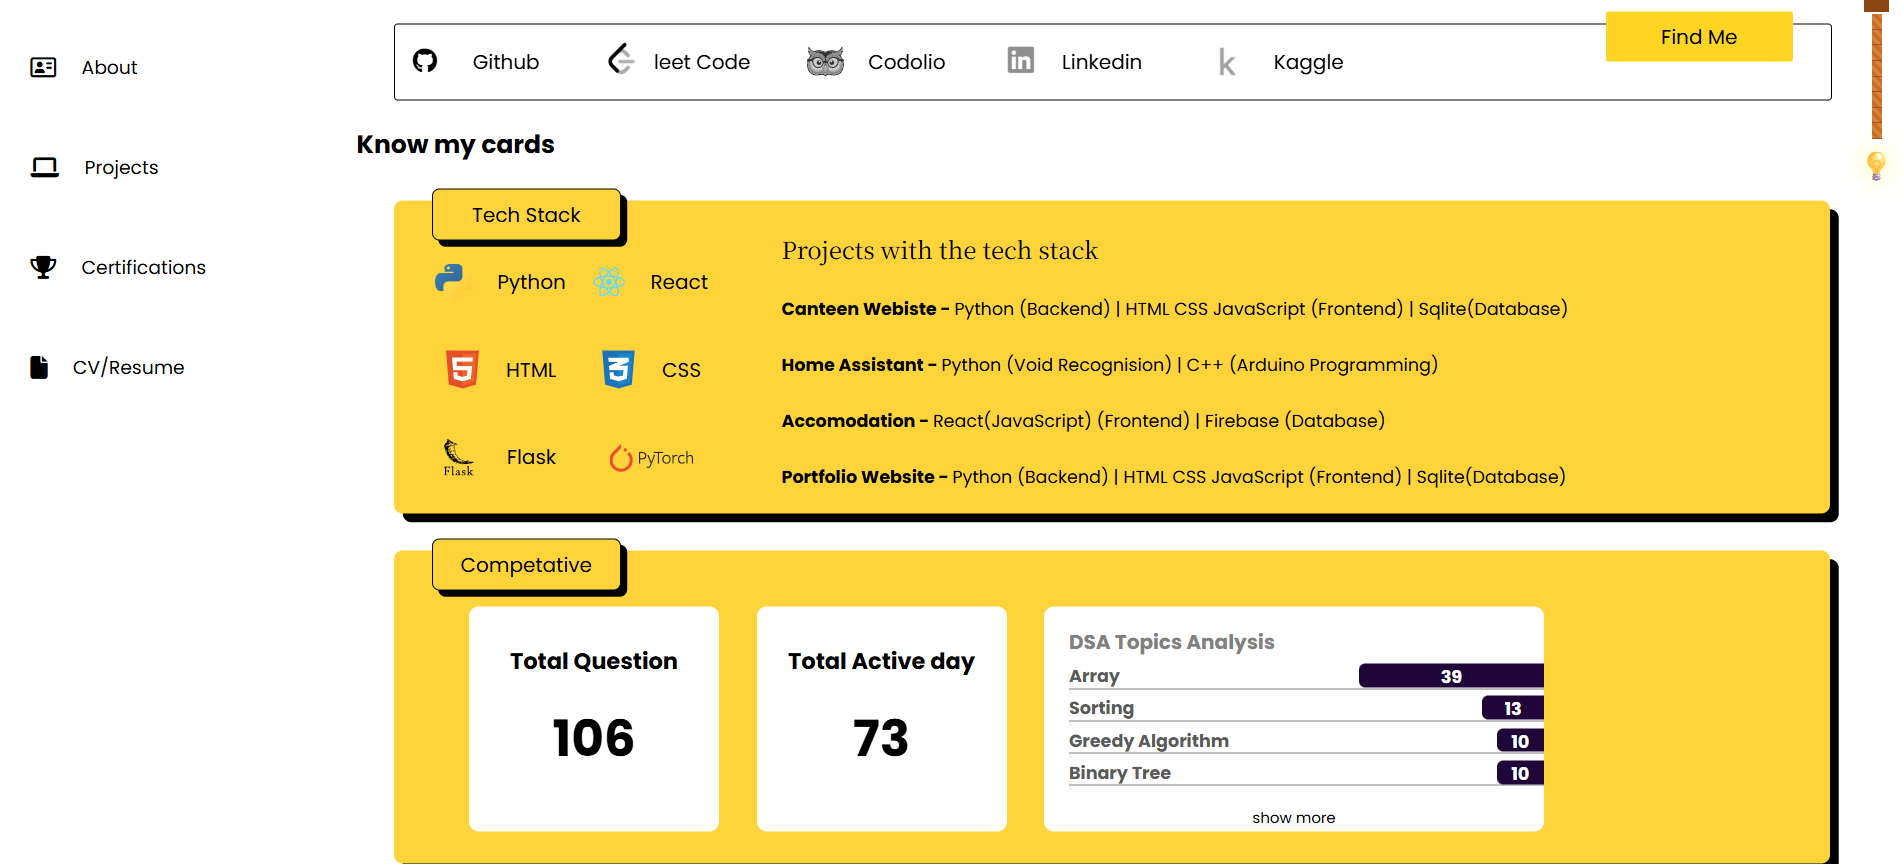 About
Projects
Certifications
CV/Resume
Github
leet Code
Codolio
Linkedin
Kaggle
Find Me
Know my cards
Tech Stack
Python
React
HTML
CSS
Flask
Flask
PyTorch
Projects with the tech stack
Canteen Webiste - Python (Backend) | HTML CSS JavaScript (Frontend) | Sqlite(Database)
Home Assistant - Python (Void Recognision) | C++ (Arduino Programming)
Accomodation - React(JavaScript) (Frontend) | Firebase (Database)
Portfolio Website - Python (Backend) | HTML CSS JavaScript (Frontend) | Sqlite(Database)
Competative
Total Question
106
Total Active day
73
DSA Topics Analysis
Array 39
Sorting 13
Greedy Algorithm 10
Binary Tree 10
show more